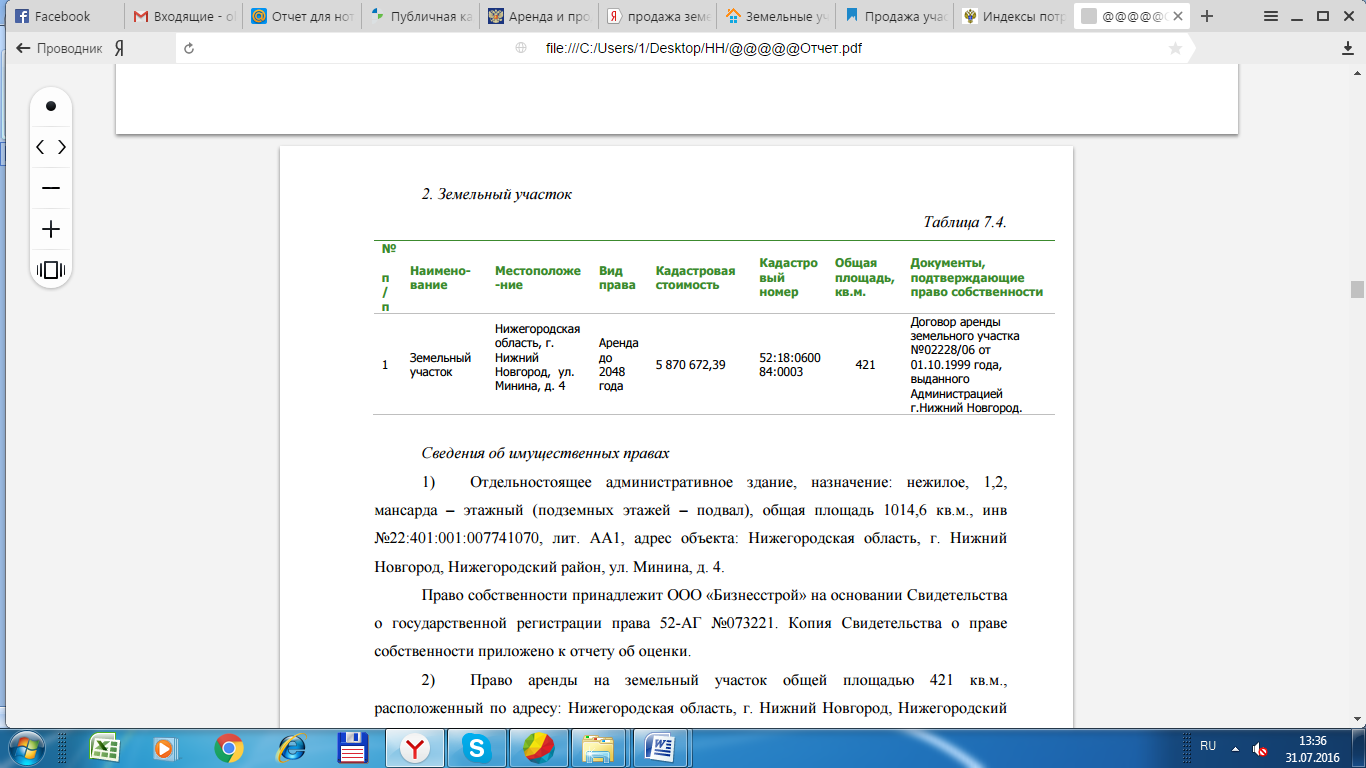 Facebook
Входящие - ol
Отчет для нот
Публичная ка
Аренда и про
продажа земе
Земельные уч
Продажа учас
Индексы потр
@@@@@
Проводник
file:///C:/Users/1/Desktop/НН/@@@@@Отчет.pdf
2. Земельный участок
Таблица 7.4.
№ п/п
Наимено-вание
Местоположе-ние
Вид права
Кадастровая стоимость
Кадастровый номер
Общая площадь, кв.м.
Документы, подтверждающие право собственности
1
Земельный участок
Нижегородская область, г. Нижний Новгород, ул. Минина, д. 4
Аренда до 2048 года
5 870 672,39
52:18:060084:0003
421
Договор аренды земельного участка №02228/06 от 01.10.1999 года, выданного Администрацией г.Нижний Новгород.
Сведения об имущественных правах
1) Отдельностоящее административное здание, назначение: нежилое, 1,2,
мансарда – этажный (подземных этажей – подвал), общая площадь 1014,6 кв.м., инв
№22:401:001:007741070, лит. АА1, адрес объекта: Нижегородская область, г. Нижний
Новгород, Нижегородский район, ул. Минина, д. 4.
Право собственности принадлежит ООО «Бизнесстрой» на основании Свидетельства
о государственной регистрации права 52-АГ №073221. Копия Свидетельства о праве
собственности приложено к отчету об оценки.
2) Право аренды на земельный участок общей площадью 421 кв.м.,
расположенный по адресу: Нижегородская область, г. Нижний Новгород, Нижегородский
RU
13:36
31.07.2016